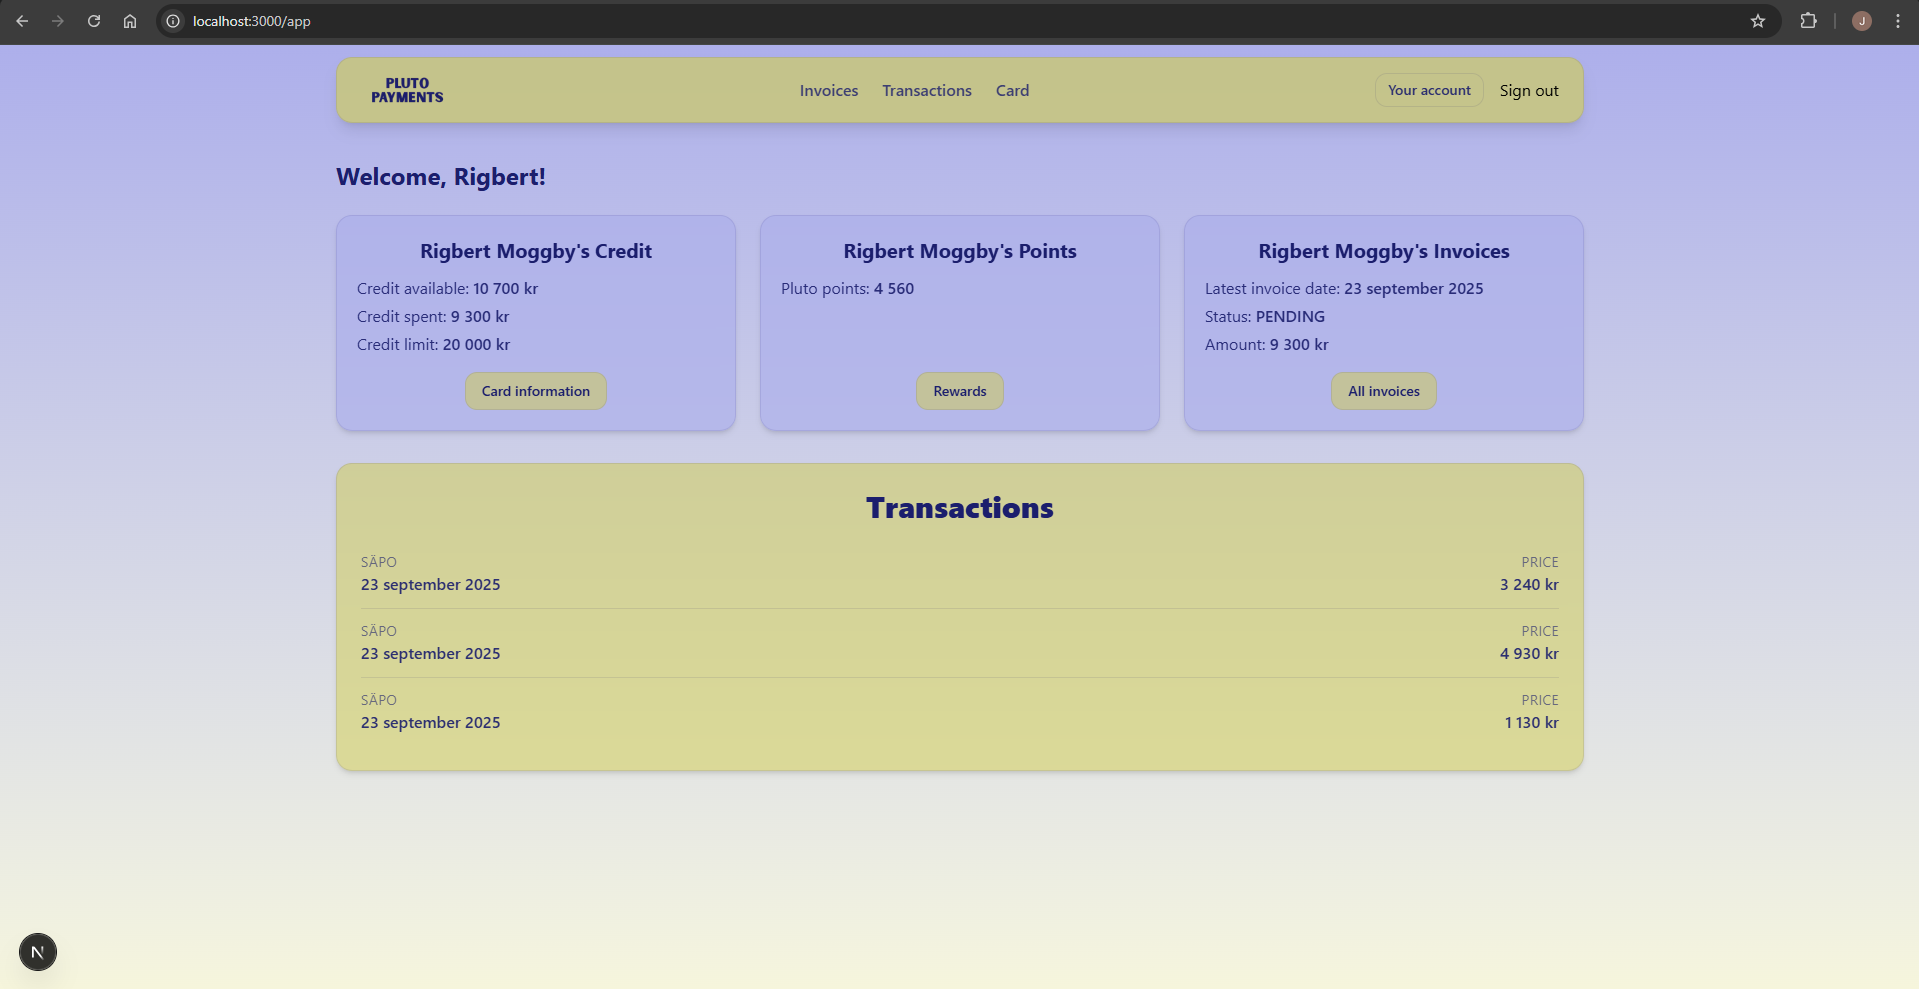 localhost:3000/app
J
PLUTO
PAYMENTS
Invoices Transactions Card
Your account Sign out
Welcome, Rigbert!
Rigbert Moggby's Credit
Credit available: 10 700 kr
Credit spent: 9 300 kr
Credit limit: 20 000 kr
Card information
Rigbert Moggby's Points
Pluto points: 4 560
Rewards
Rigbert Moggby's Invoices
Latest invoice date: 23 september 2025
Status: PENDING
Amount: 9 300 kr
All invoices
Transactions
SÄPO PRICE
23 september 2025 3 240 kr
SÄPO PRICE
23 september 2025 4 930 kr
SÄPO PRICE
23 september 2025 1 130 kr
N